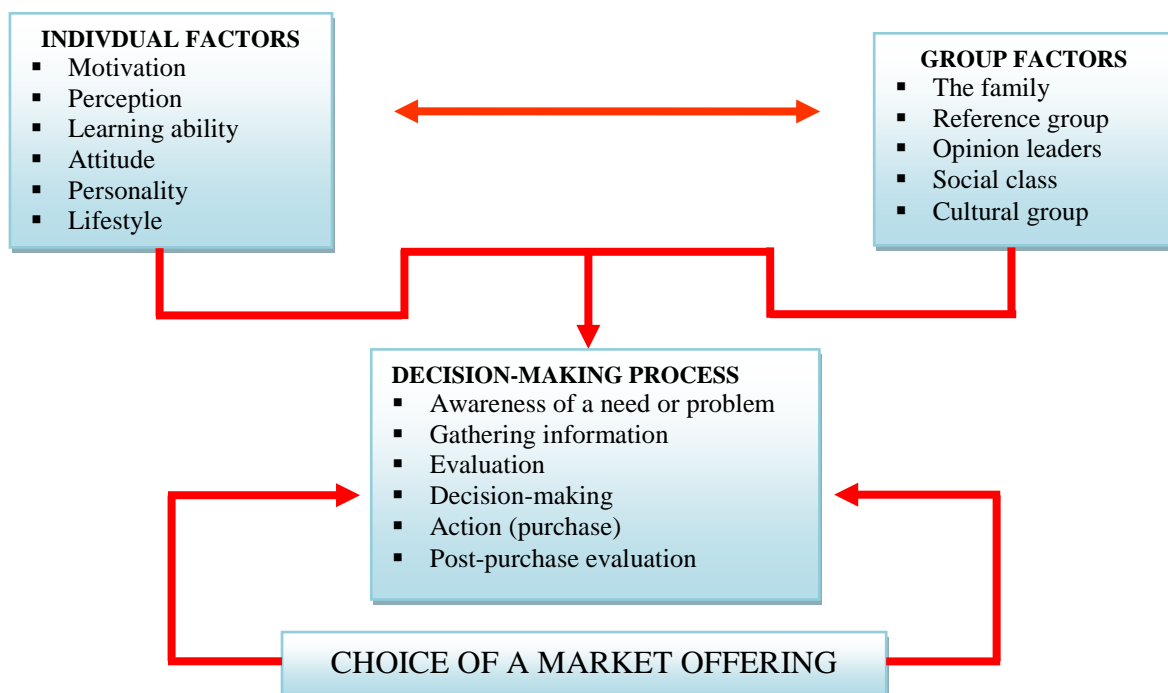 INDIVDUAL FACTORS
▪ Motivation
▪ Perception
▪ Learning ability
▪ Attitude
▪ Personality
▪ Lifestyle
GROUP FACTORS
▪ The family
▪ Reference group
▪ Opinion leaders
▪ Social class
▪ Cultural group
DECISION-MAKING PROCESS
▪ Awareness of a need or problem
▪ Gathering information
▪ Evaluation
▪ Decision-making
▪ Action (purchase)
▪ Post-purchase evaluation
CHOICE OF A MARKET OFFERING